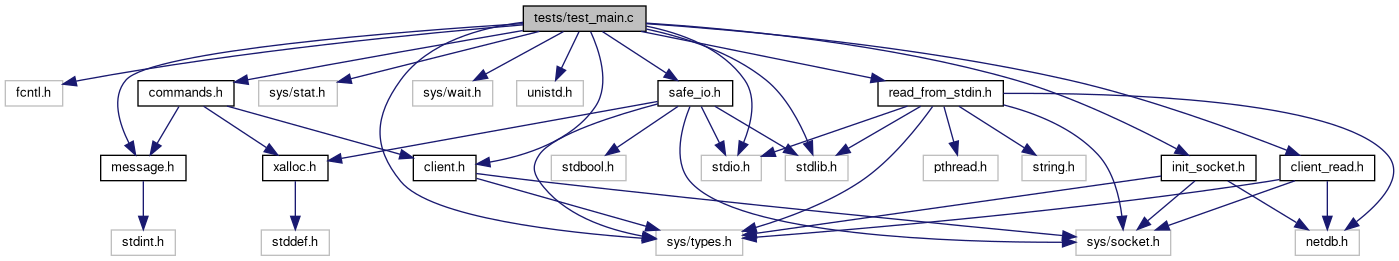 tests/test_main.c
fcntl.h
commands.h
sys/stat.h
sys/wait.h
unistd.h
safe_io.h
read_from_stdin.h
message.h
xalloc.h
client.h
stdbool.h
stdio.h
stdlib.h
pthread.h
string.h
init_socket.h
client_read.h
stdint.h
stddef.h
sys/types.h
sys/socket.h
netdb.h